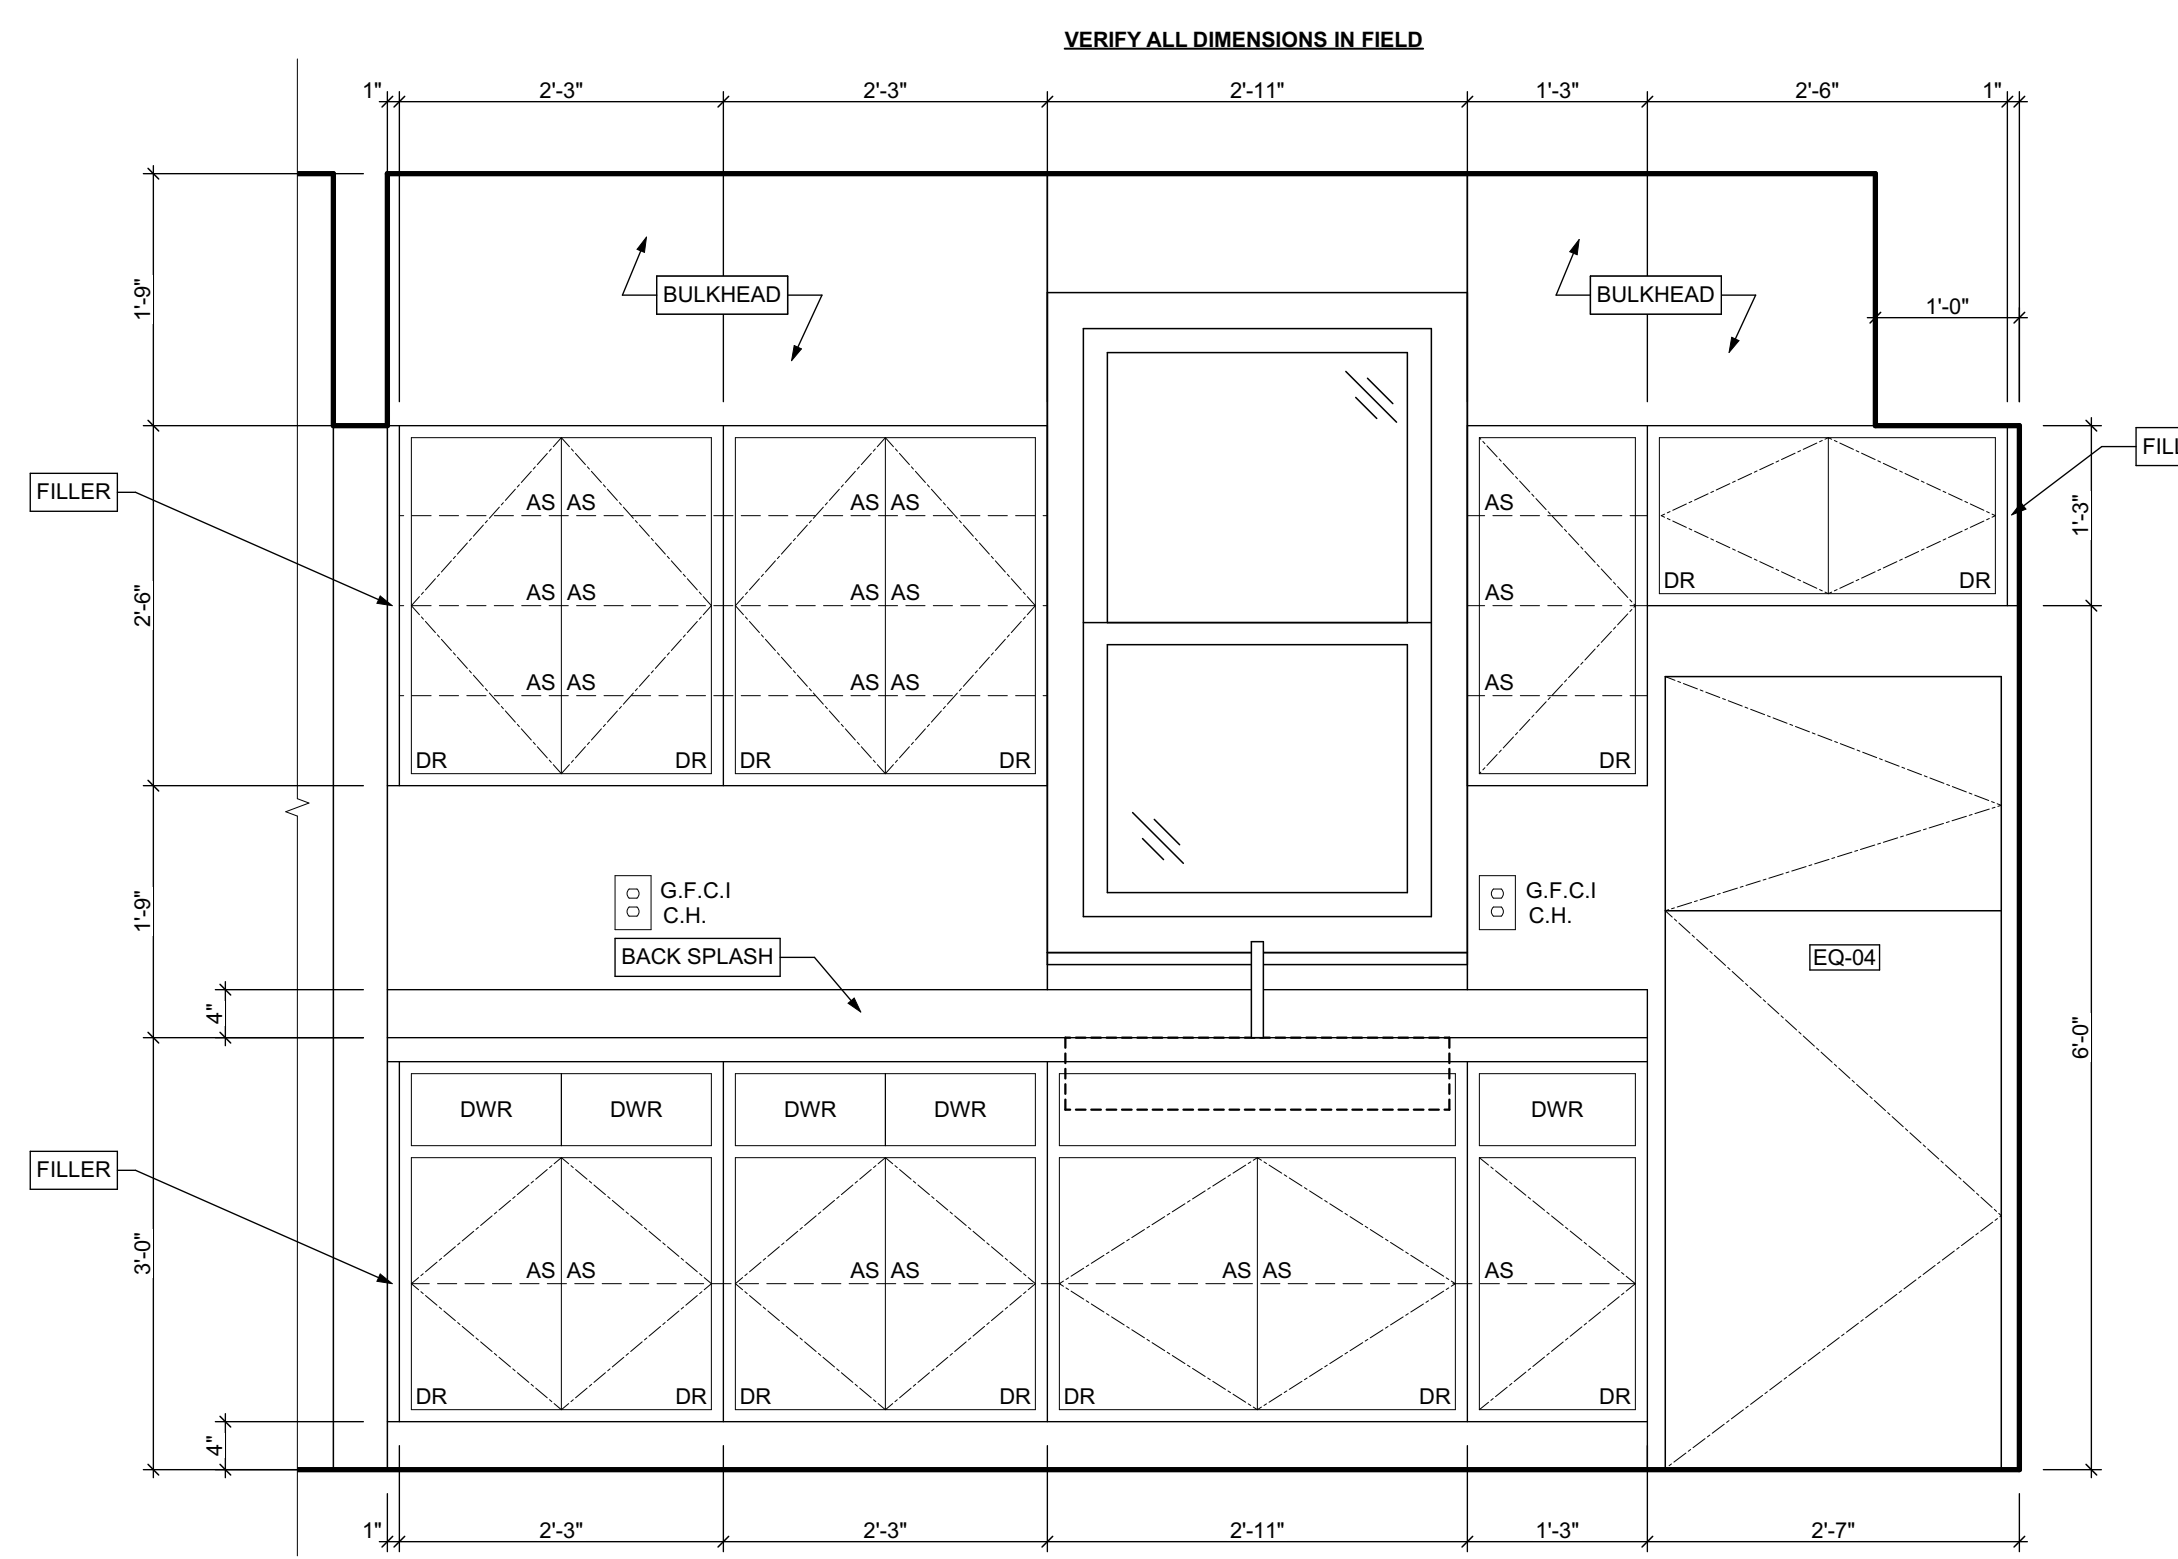 VERIFY ALL DIMENSIONS IN FIELD
1" 2'-3" 2'-3" 2'-11" 1'-3" 2'-6" 1"
1'-9"
BULKHEAD
BULKHEAD
1'-0"
FILLER
FILL
2'-6"
1'-3"
AS AS AS AS AS
AS AS AS AS AS
AS AS AS AS AS
DR DR
DR DR DR DR DR
G.F.C.I
C.H.
G.F.C.I
C.H.
1'-9"
BACK SPLASH
EQ-04
4"
6'-0"
DWR DWR DWR DWR DWR
FILLER
3'-0"
AS AS AS AS AS AS AS
DR DR DR DR DR DR DR
4"
1" 2'-3" 2'-3" 2'-11" 1'-3" 2'-7"